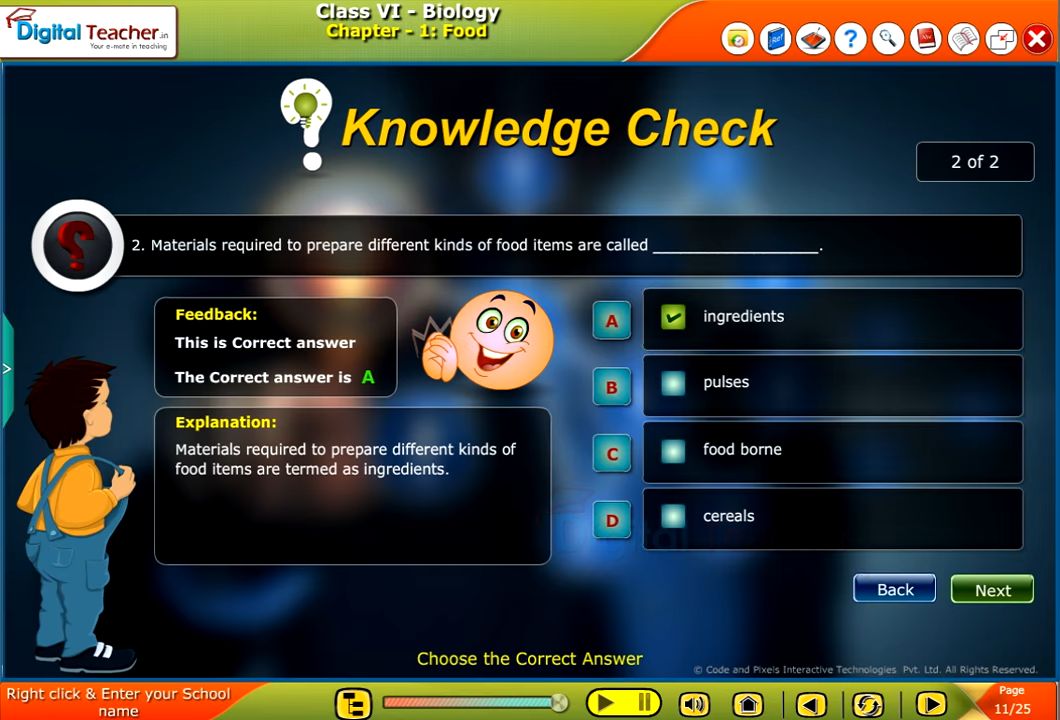 Digital Teacher.in
Your e-mate in teaching
Class VI - Biology
Chapter - 1: Food
Ref
?
Knowledge Check
2 of 2
?
2. Materials required to prepare different kinds of food items are called ___________________.
Feedback:
This is Correct answer
The Correct answer is A
Explanation:
Materials required to prepare different kinds of
food items are termed as ingredients.
A
ingredients
B
pulses
C
food borne
D
cereals
>
Back
Next
Choose the Correct Answer
© Code and Pixels Interactive Technologies Pvt. Ltd. All Rights Reserved.
Right click & Enter your School
name
Page
11/25